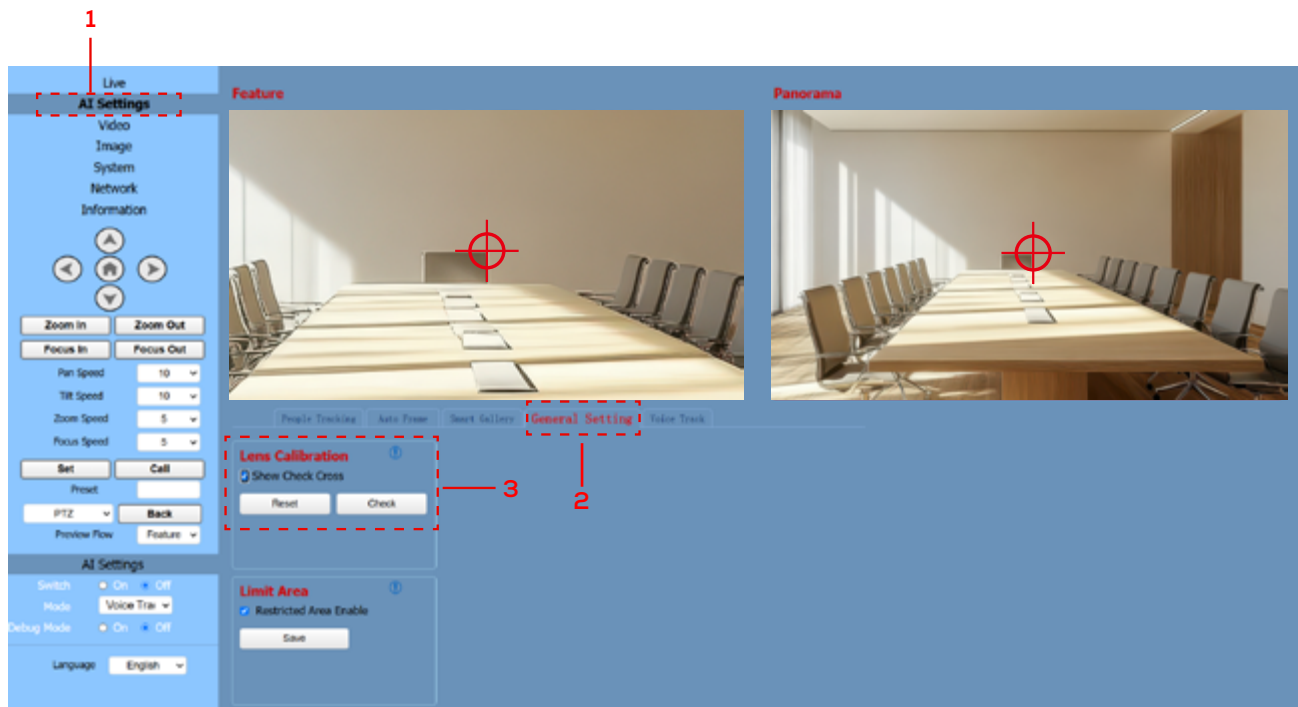 1
Live
AI Settings
Video
Image
System
Network
Information
Zoom In Zoom Out
Focus In Focus Out
Pan Speed 10
Tilt Speed 10
Zoom Speed 5
Focus Speed 5
Set Call
Preset
PTZ Back
Preview Flow Feature
AI Settings
Switch On Off
Mode Voice Trac
Debug Mode On Off
Language English
Feature Panorama
People Tracking Auto Frame Smart Gallery General Setting Voice Track
Lens Calibration
Show Check Cross
Reset Check
3
2
Limit Area
Restricted Area Enable
Save